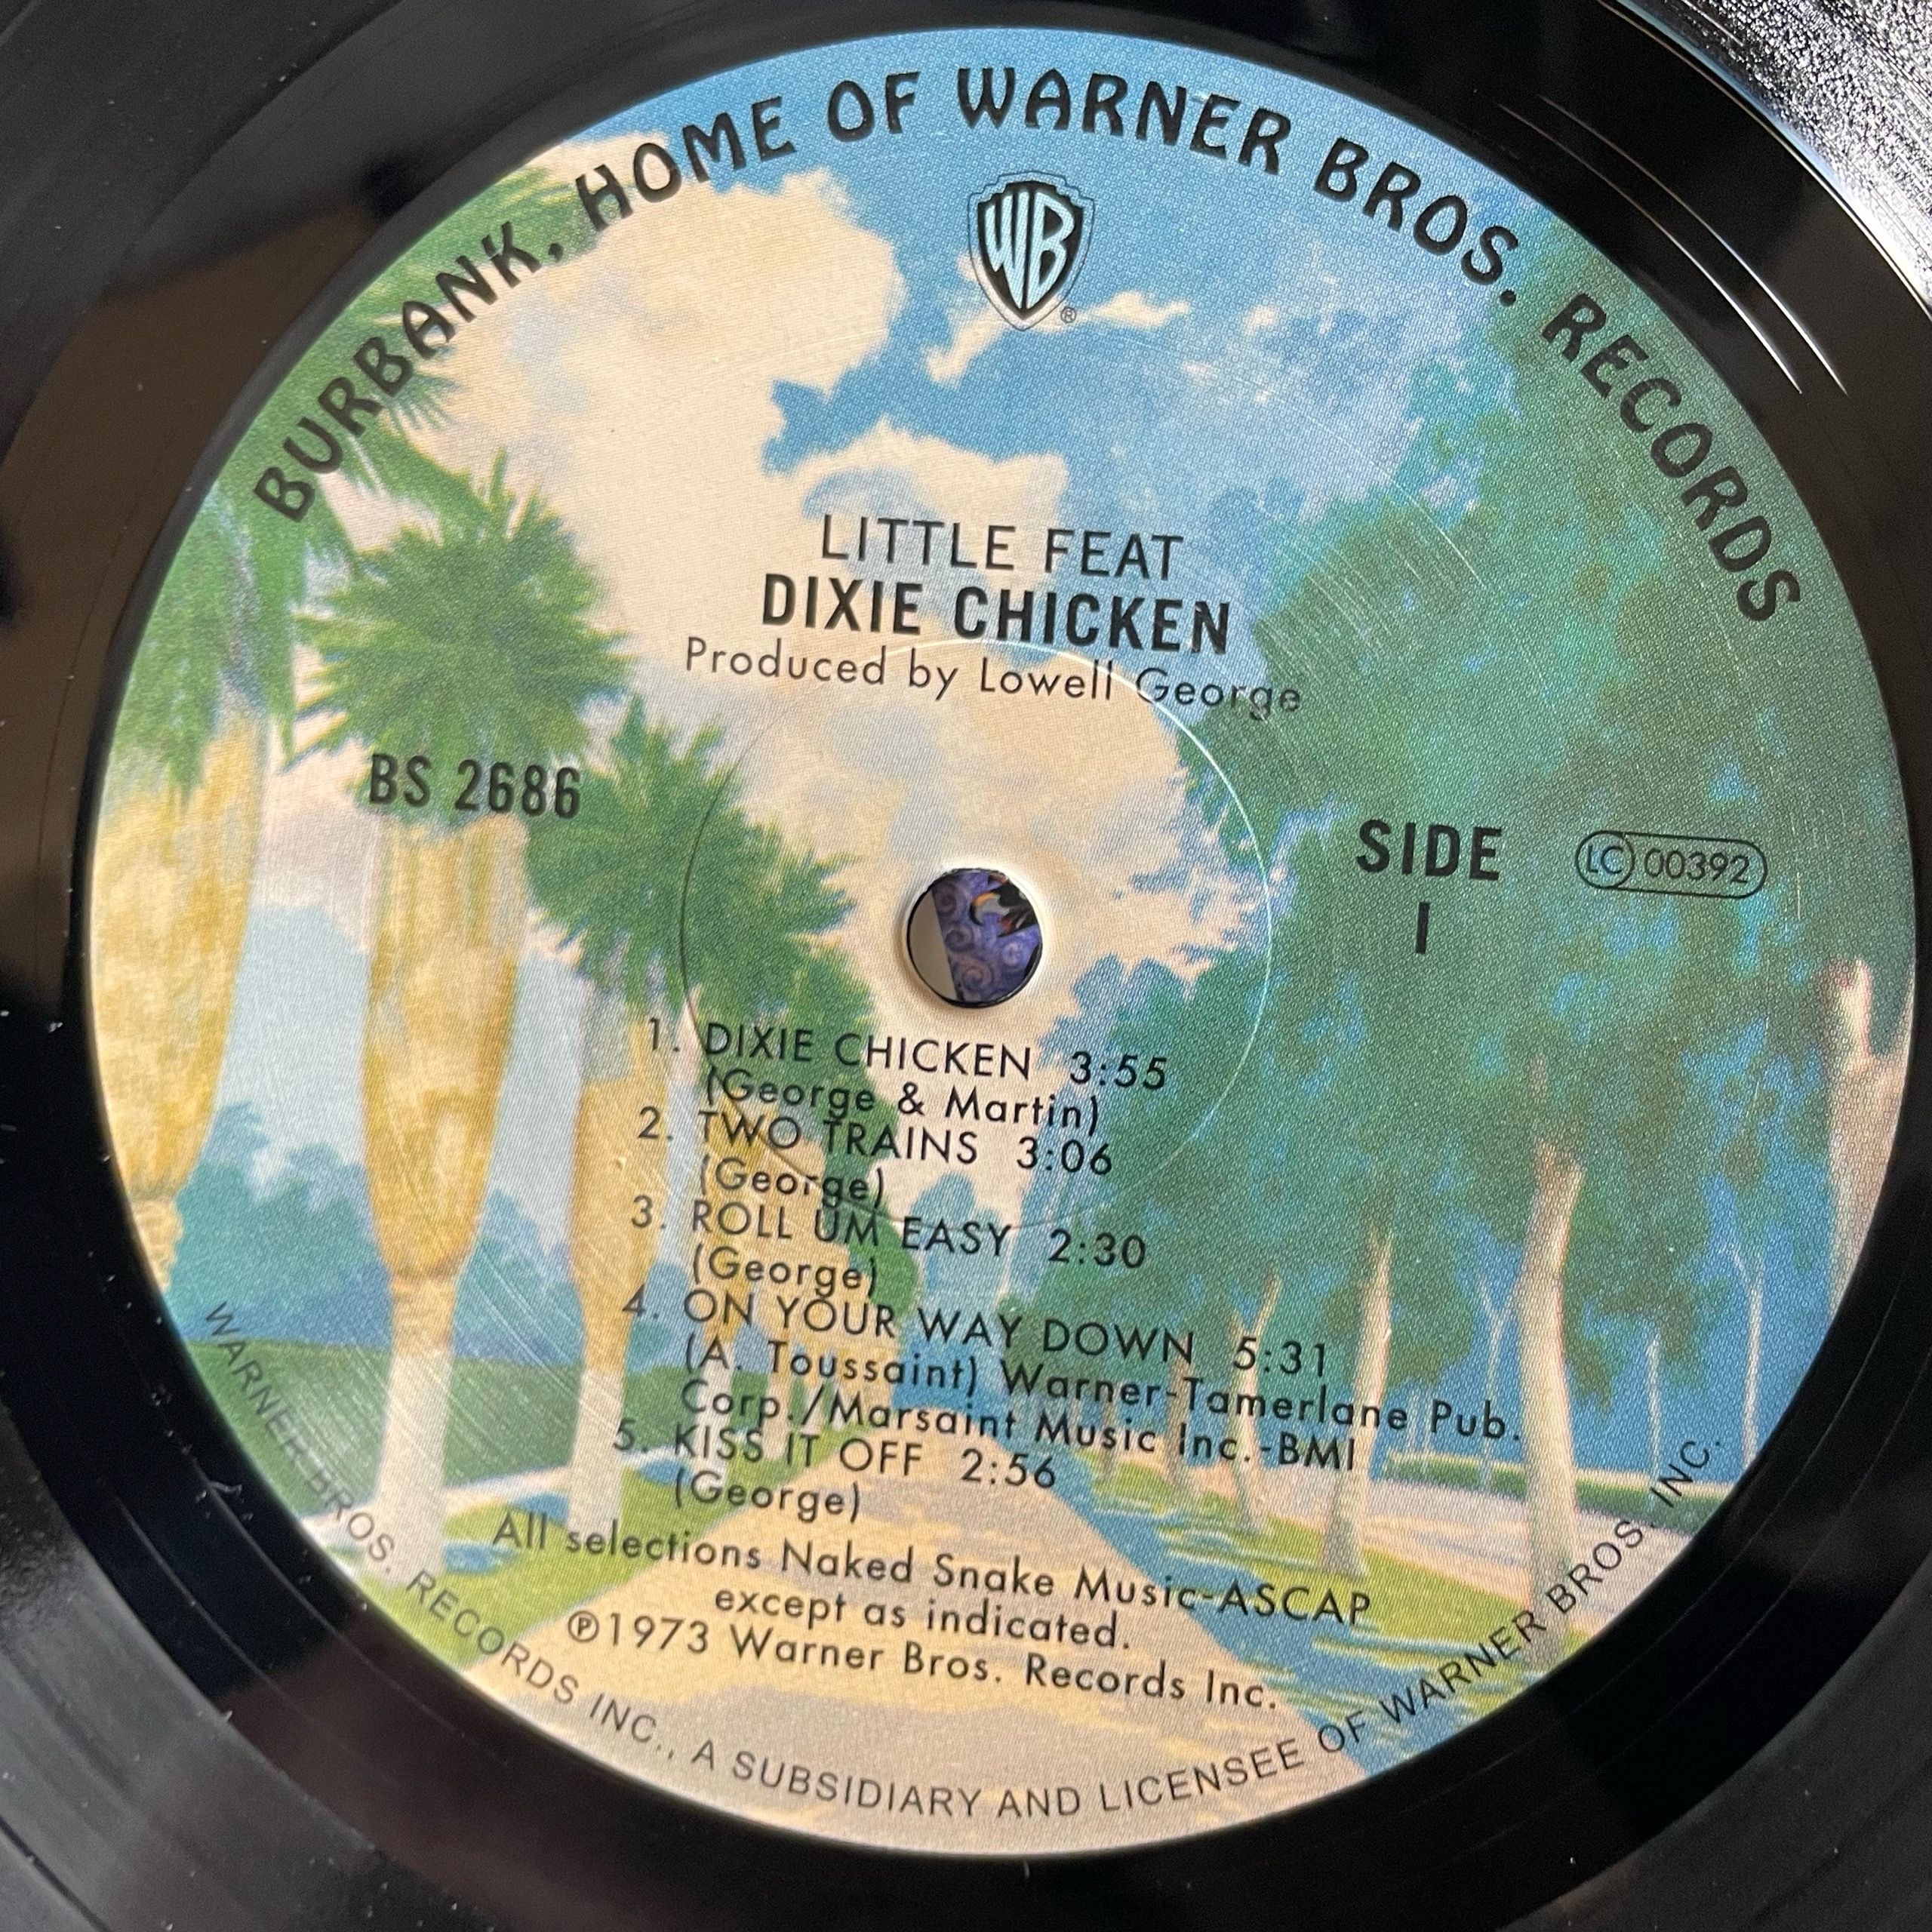 BURBANK, HOME OF WARNER BROS. RECORDS
WB
®
LITTLE FEAT
DIXIE CHICKEN
Produced by Lowell George
BS 2686
SIDE
1
LC 00392
1. DIXIE CHICKEN 3:55
(George & Martin)
2. TWO TRAINS 3:06
(George)
3. ROLL UM EASY 2:30
(George)
4. ON YOUR WAY DOWN 5:31
(A. Toussaint) Warner-Tamerlane Pub.
Corp./Marsaint Music Inc.-BMI
5. KISS IT OFF 2:56
(George)
All selections Naked Snake Music-ASCAP
except as indicated.
℗1973 Warner Bros. Records Inc.
WARNER BROS. RECORDS INC., A SUBSIDIARY AND LICENSEE OF WARNER BROS. INC.